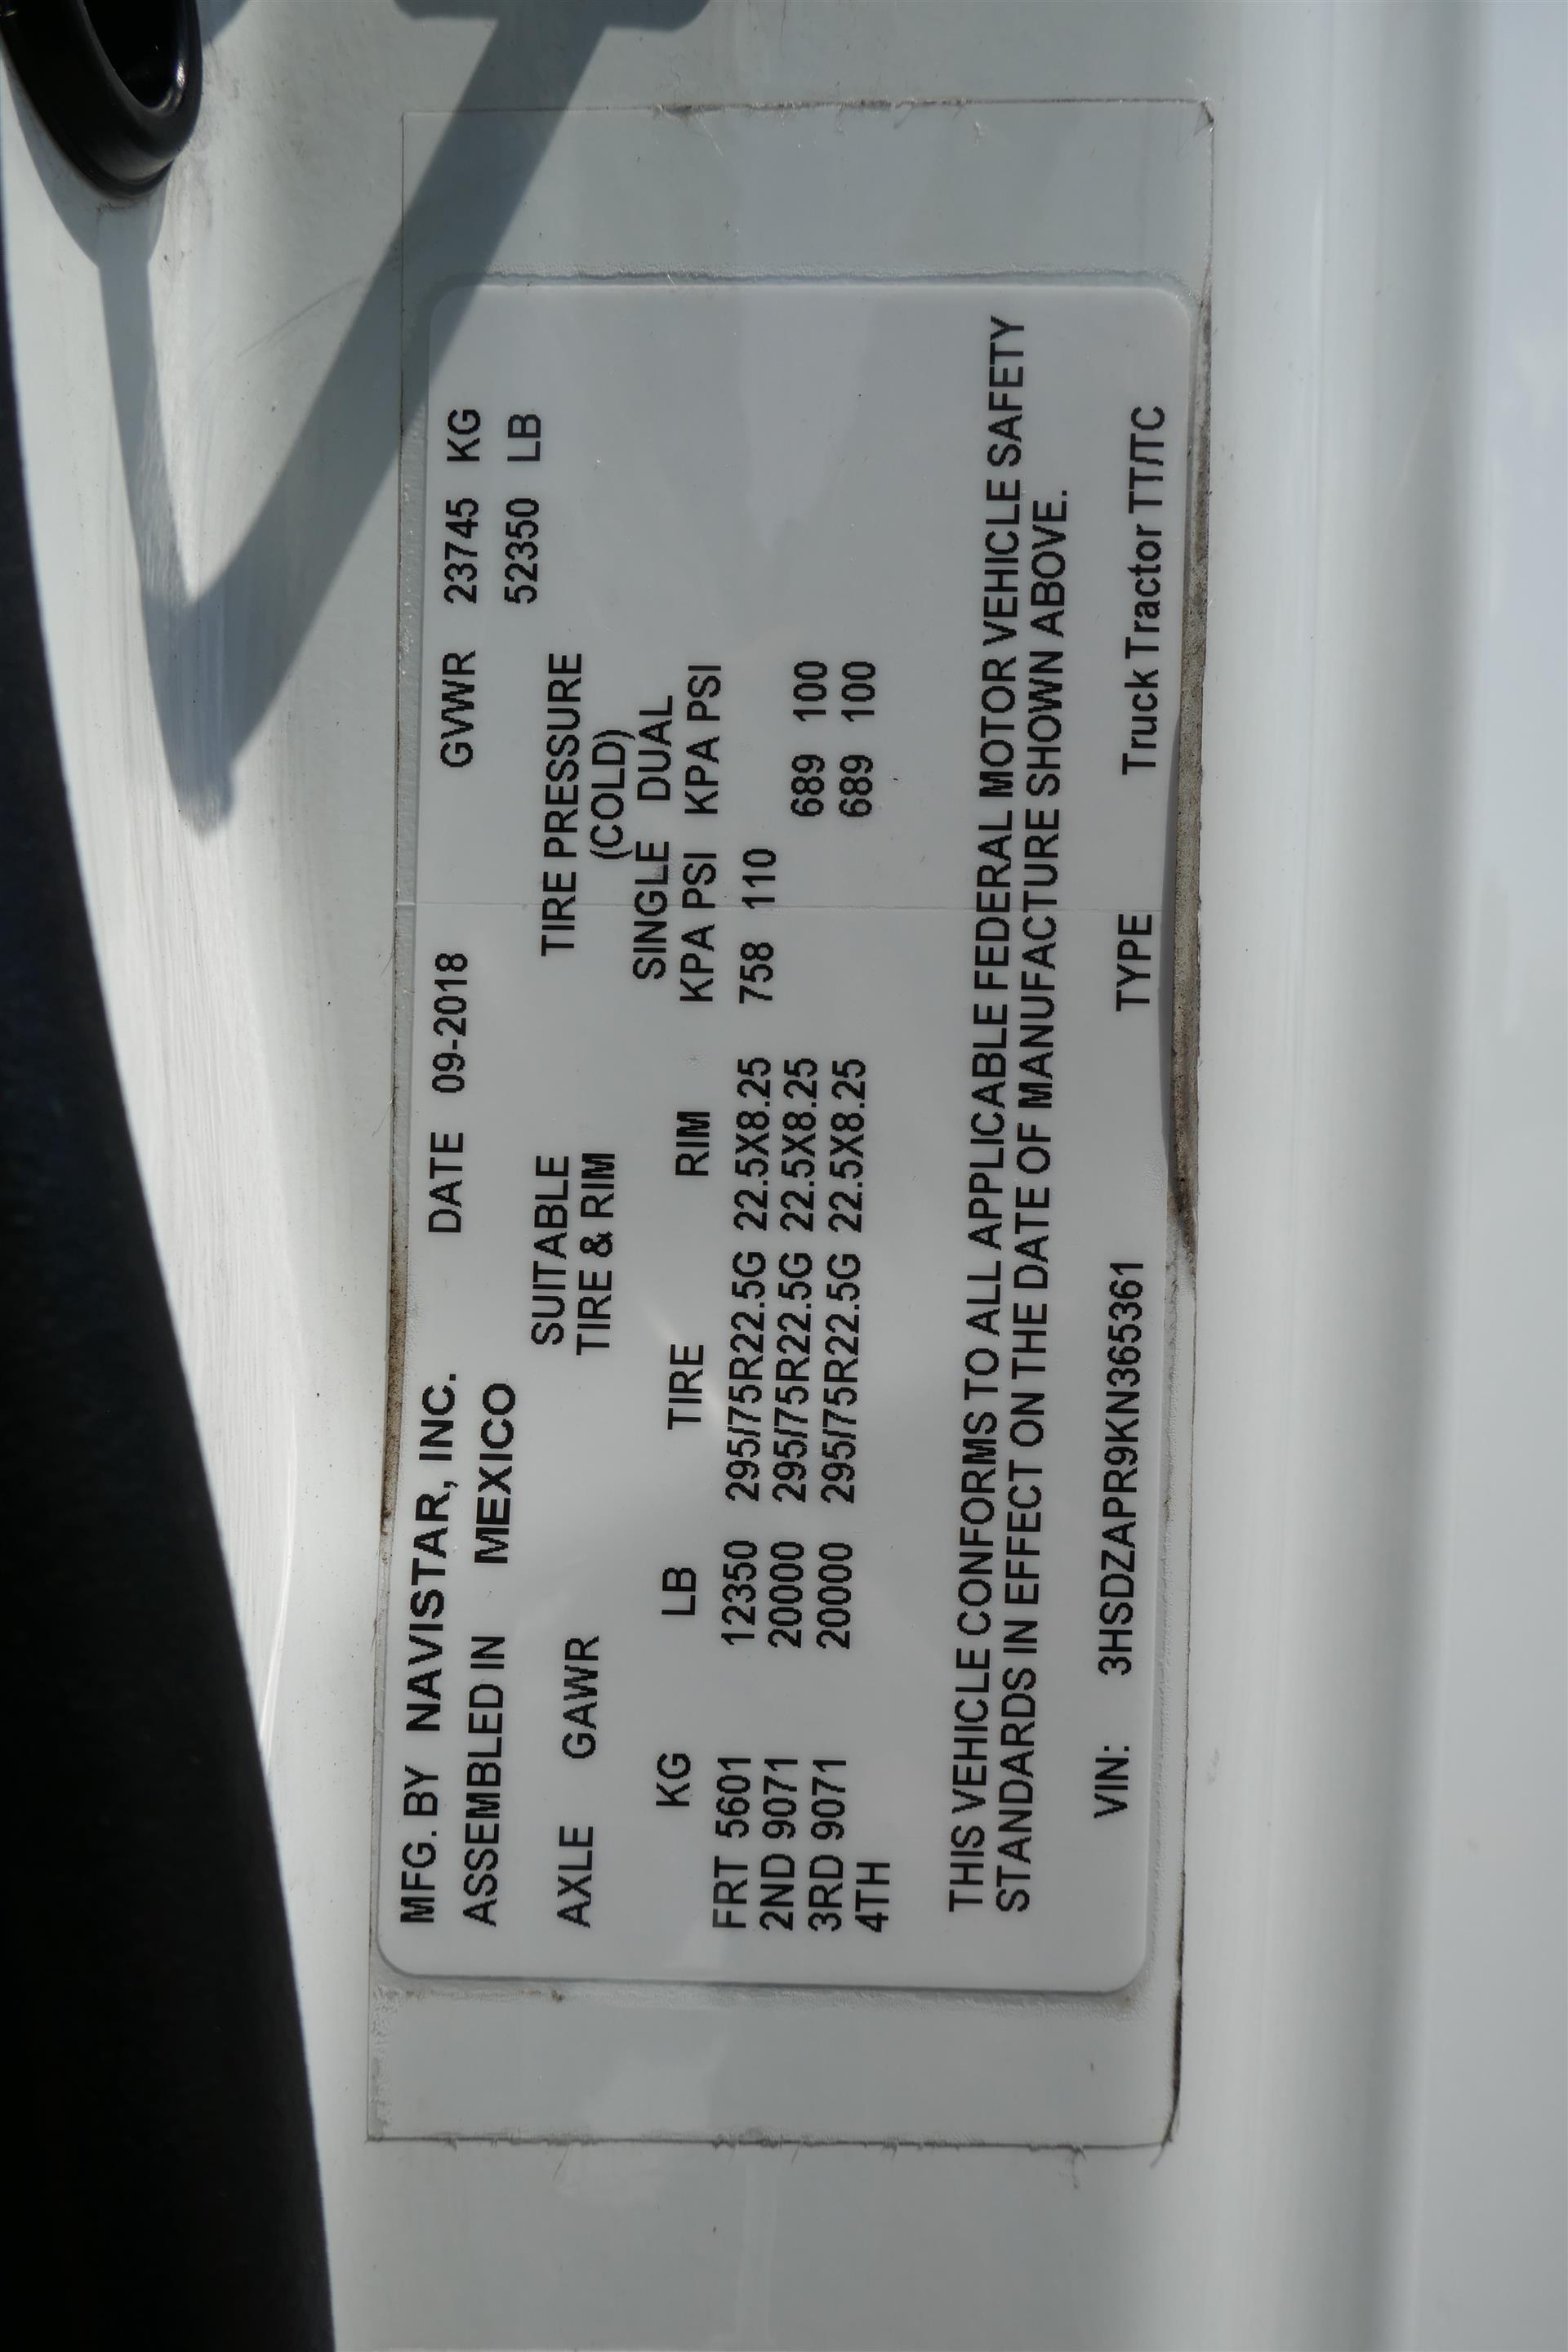 MFG. BY NAVISTAR, INC. DATE 09-2018 GVWR 23745 KG
ASSEMBLED IN MEXICO 52350 LB
SUITABLE TIRE PRESSURE
AXLE GAWR TIRE & RIM (COLD)
SINGLE DUAL
KG LB TIRE RIM KPA PSI KPA PSI
FRT 5601 12350 295/75R22.5G 22.5X8.25 758 110
2ND 9071 20000 295/75R22.5G 22.5X8.25 689 100
3RD 9071 20000 295/75R22.5G 22.5X8.25 689 100
4TH
THIS VEHICLE CONFORMS TO ALL APPLICABLE FEDERAL MOTOR VEHICLE SAFETY
STANDARDS IN EFFECT ON THE DATE OF MANUFACTURE SHOWN ABOVE.
VIN: 3HSDZAPR9KN365361 TYPE Truck Tractor TT/TC